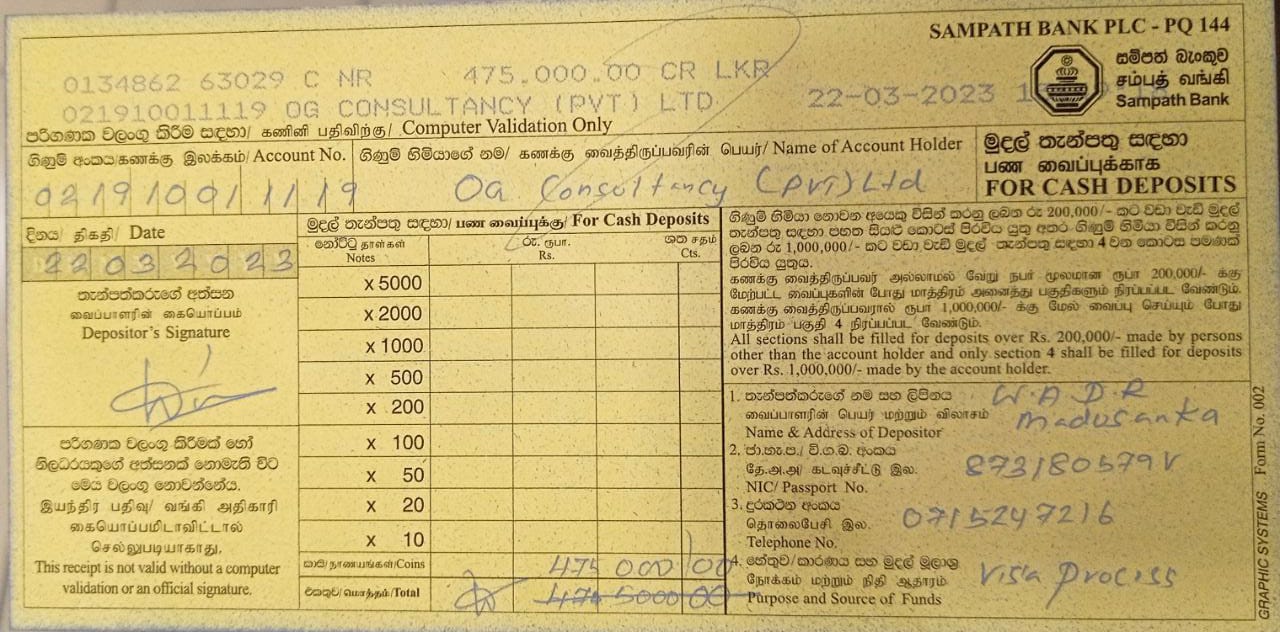 SAMPATH BANK PLC - PQ 144
සම්පත් බැංකුව
சம்பத் வங்கி
Sampath Bank
0134862 63029 C NR 475,000.00 CR LKR
021910011119 OG CONSULTANCY (PVT) LTD 22-03-2023
පරිගණක වලංගු කිරීම සඳහා/ கணினி பதிவிற்கு/ Computer Validation Only
ගිණුම් අංකය/கணக்கு இலக்கம்/ Account No.
021910011119
ගිණුම් හිමියාගේ නම/ கணக்கு வைத்திருப்பவரின் பெயர்/ Name of Account Holder
OG Consultancy (pvt) Ltd
මුදල් තැන්පතු සඳහා
பண வைப்புக்காக
FOR CASH DEPOSITS
දිනය/ திகதி/ Date
22032023
තැන්පත්කරුගේ අත්සන
வைப்பாளரின் கையொப்பம்
Depositor's Signature
පරිගණක වලංගු කිරීමක් හෝ
නිලධරයකුගේ අත්සනක් නොමැති විට
මෙය වලංගු නොවන්නේය.
இயந்திர பதிவு/ வங்கி அதிகாரி
கையொப்பமிடாவிட்டால்
செல்லுபடியாகாது.
This receipt is not valid without a computer
validation or an official signature.
මුදල් තැන්පතු සඳහා/ பண வைப்புக்கு/ For Cash Deposits
නෝට්ටු தாள்கள்
Notes
රු. ரூபா.
Rs.
ශත சதம்
Cts.
x 5000
x 2000
x 1000
x 500
x 200
x 100
x 50
x 20
x 10
කාසි/நாணயங்கள்/Coins 475 000 00
එකතුව/மொத்தம்/Total 475000 00
ගිණුම් හිමියා නොවන අයෙකු විසින් කරනු ලබන රු 200,000/- කට වඩා වැඩි මුදල්
තැන්පතු සඳහා පහත සියළු කොටස් පිරවිය යුතු අතර ගිණුම් හිමියා විසින් කරනු
ලබන රු 1,000,000/- කට වඩා වැඩි මුදල් තැන්පතු සඳහා 4 වන කොටස පමණක්
පිරවිය යුතුය.
கணக்கு வைத்திருப்பவர் அல்லாமல் வேறு நபர் மூலமான ரூபா 200,000/- க்கு
மேற்பட்ட வைப்புகளின் போது மாத்திரம் அனைத்து பகுதிகளும் நிரப்பப்பட வேண்டும்.
கணக்கு வைத்திருப்பவரால் ரூபா 1,000,000/- க்கு மேல் வைப்பு செய்யும் போது
மாத்திரம் பகுதி 4 நிரப்பப்பட வேண்டும்.
All sections shall be filled for deposits over Rs. 200,000/- made by persons
other than the account holder and only section 4 shall be filled for deposits
over Rs. 1,000,000/- made by the account holder.
1. තැන්පත්කරුගේ නම සහ ලිපිනය
வைப்பாளரின் பெயர் மற்றும் விலாசம்
Name & Address of Depositor
W.A.D.R
Madusanka
2. ජා.හැ.ප./ වි.ග.බ. අංකය
தே.அ.அ/ கடவுச்சீட்டு இல.
NIC/ Passport No.
873180579V
3. දුරකථන අංකය
தொலைபேசி இல.
Telephone No.
0715247216
4. හේතුව/කාරණය සහ මුදල් මූලාශ්‍ර
நோக்கம் மற்றும் நிதி ஆதாரம்
Purpose and Source of Funds
Visa Prociss
GRAPHIC SYSTEMS Form No. 002